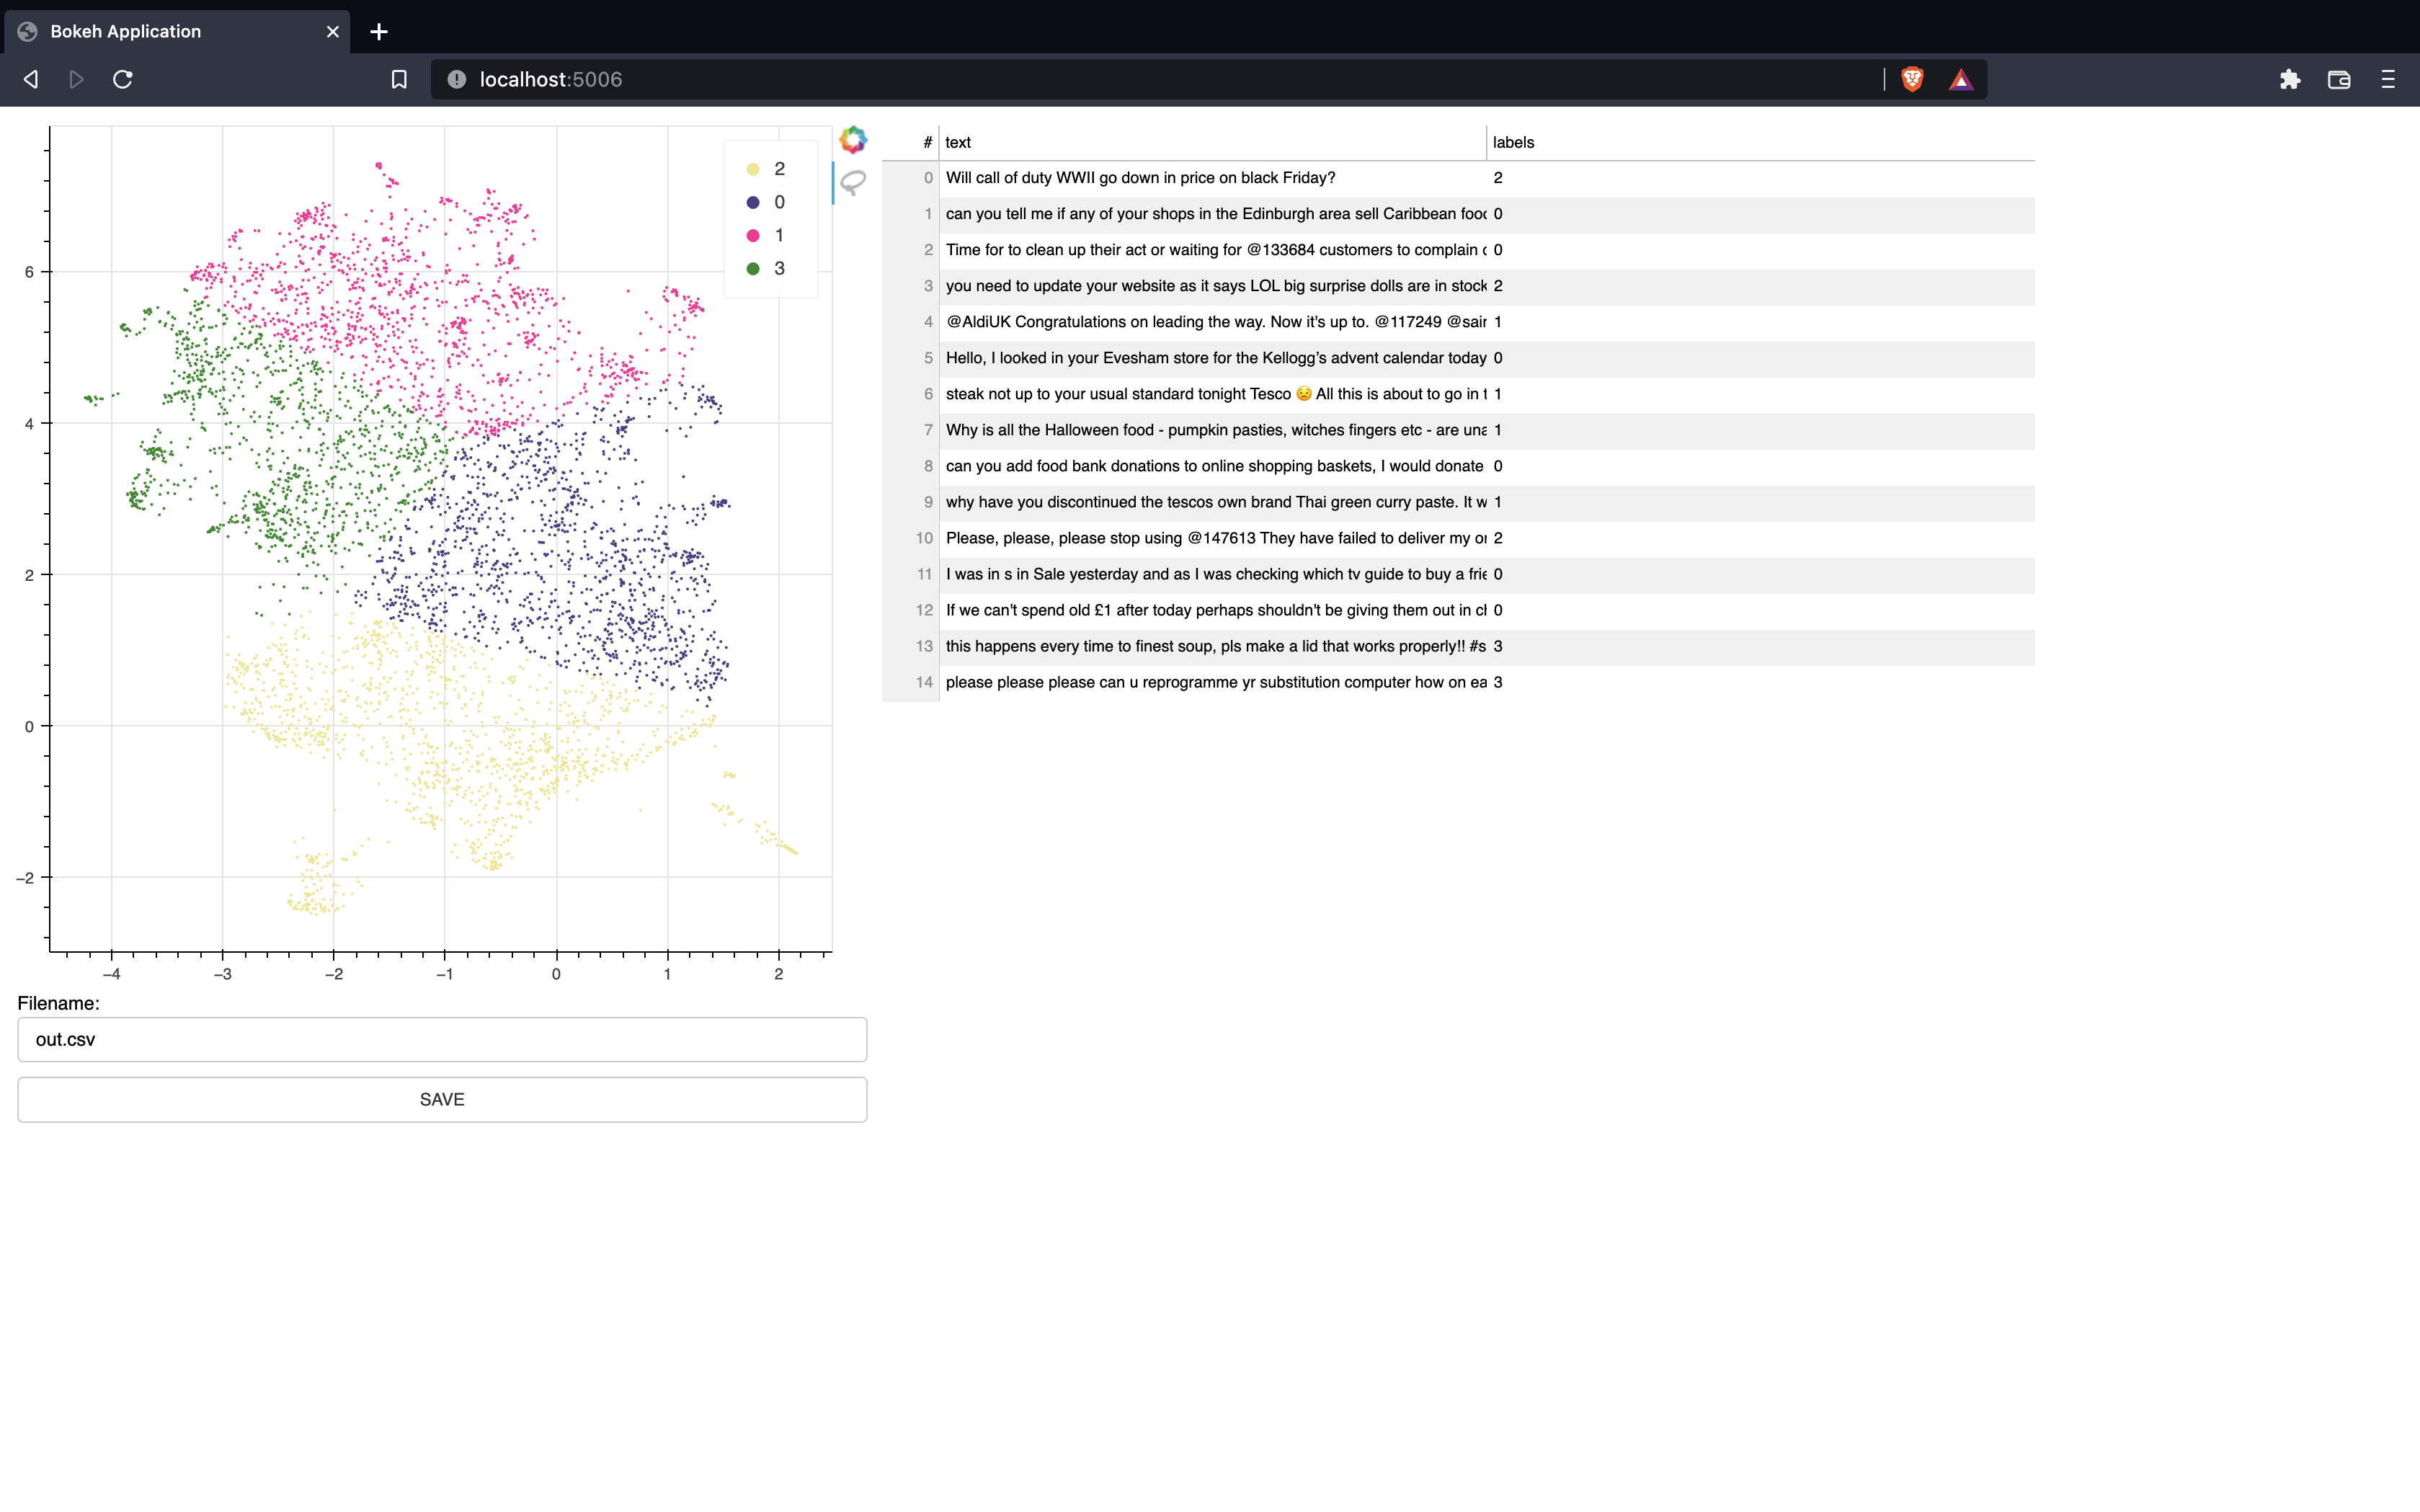 Bokeh Application
localhost:5006
2
0
1
3
6
4
2
0
−2
−4 −3 −2 −1 0 1 2
Filename:
out.csv
SAVE
# text labels
0 Will call of duty WWII go down in price on black Friday? 2
1 can you tell me if any of your shops in the Edinburgh area sell Caribbean 0
2 Time for to clean up their act or waiting for @133684 customers to complain 0
3 you need to update your website as it says LOL big surprise dolls are in stock 2
4 @AldiUK Congratulations on leading the way. Now it's up to. @117249 1
5 Hello, I looked in your Evesham store for the Kellogg’s advent calendar today 0
6 steak not up to your usual standard tonight Tesco 😣 All this is about to go in 1
7 Why is all the Halloween food - pumpkin pasties, witches fingers etc - are 1
8 can you add food bank donations to online shopping baskets, I would donate 0
9 why have you discontinued the tescos own brand Thai green curry paste. It 1
10 Please, please, please stop using @147613 They have failed to deliver my 2
11 I was in s in Sale yesterday and as I was checking which tv guide to buy a 0
12 If we can't spend old £1 after today perhaps shouldn't be giving them out in 0
13 this happens every time to finest soup, pls make a lid that works properly!! 3
14 please please please can u reprogramme yr substitution computer how on 3